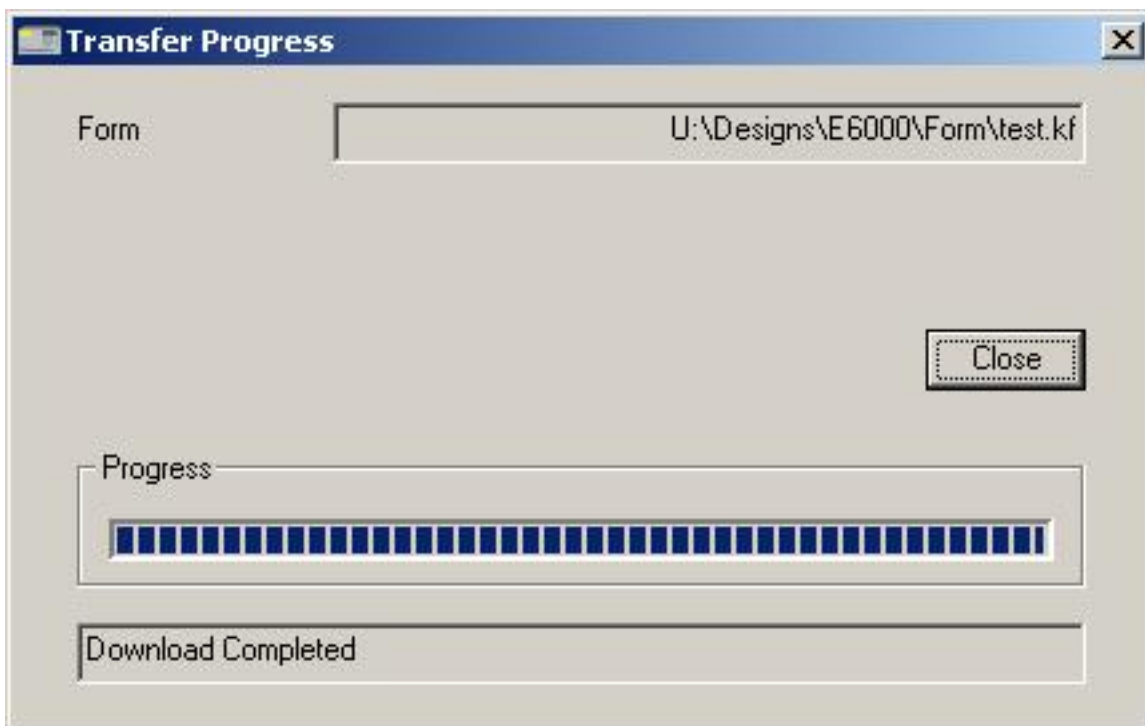 Transfer Progress
Form
U:\Designs\E6000\Form\test.kf
Close
Progress
Download Completed